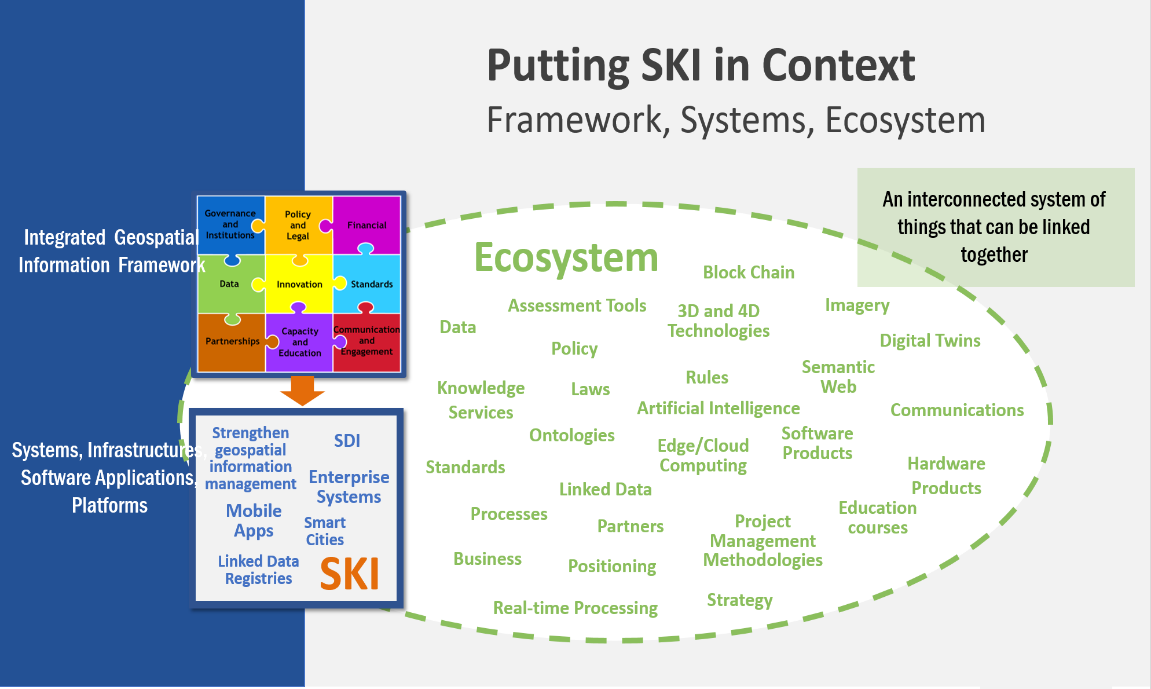 Putting SKI in Context
Framework, Systems, Ecosystem
An interconnected system of
things that can be linked
together
Integrated Geospatial
Information Framework
Governance
and
Institutions
Policy
and
Legal
Financial
Data
Innovation
Standards
Partnerships
Capacity
and
Education
Communication
and
Engagement
Systems, Infrastructures,
Software Applications,
Platforms
Strengthen
geospatial
information
management
SDI
Enterprise
Systems
Mobile
Apps
Smart
Cities
Linked Data
Registries
SKI
Ecosystem
Block Chain
Assessment Tools
3D and 4D
Technologies
Imagery
Data
Policy
Digital Twins
Knowledge
Services
Laws
Rules
Semantic
Web
Artificial Intelligence
Communications
Ontologies
Edge/Cloud
Computing
Software
Products
Standards
Linked Data
Hardware
Products
Processes
Partners
Project
Management
Methodologies
Education
courses
Business
Positioning
Real-time Processing
Strategy